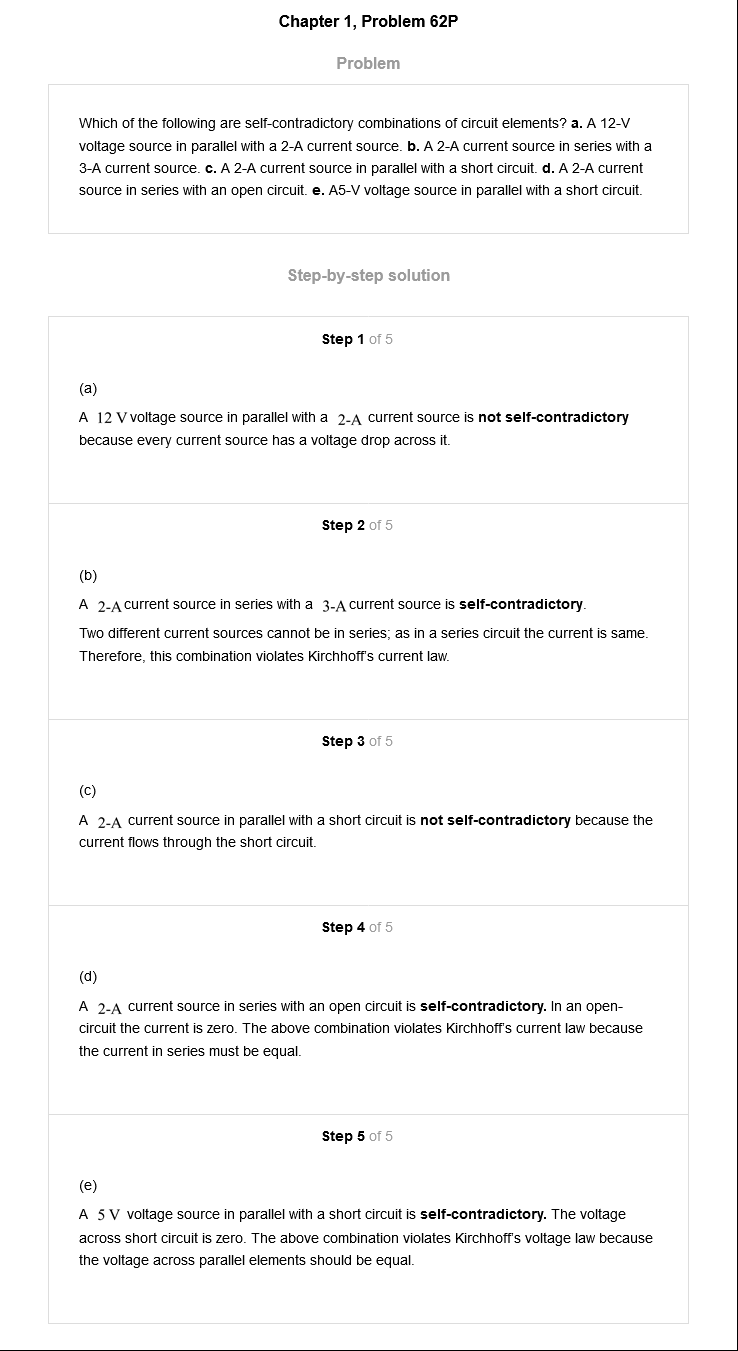 Chapter 1, Problem 62P
Problem
Which of the following are self-contradictory combinations of circuit elements? a. A 12-V
voltage source in parallel with a 2-A current source. b. A 2-A current source in series with a
3-A current source. c. A 2-A current source in parallel with a short circuit. d. A 2-A current
source in series with an open circuit. e. A5-V voltage source in parallel with a short circuit.
Step-by-step solution
Step 1 of 5
(a)
A 12 V voltage source in parallel with a 2-A current source is not self-contradictory
because every current source has a voltage drop across it.
Step 2 of 5
(b)
A 2-A current source in series with a 3-A current source is self-contradictory.
Two different current sources cannot be in series; as in a series circuit the current is same.
Therefore, this combination violates Kirchhoff's current law.
Step 3 of 5
(c)
A 2-A current source in parallel with a short circuit is not self-contradictory because the
current flows through the short circuit.
Step 4 of 5
(d)
A 2-A current source in series with an open circuit is self-contradictory. In an open-
circuit the current is zero. The above combination violates Kirchhoff's current law because
the current in series must be equal.
Step 5 of 5
(e)
A 5 V voltage source in parallel with a short circuit is self-contradictory. The voltage
across short circuit is zero. The above combination violates Kirchhoff's voltage law because
the voltage across parallel elements should be equal.